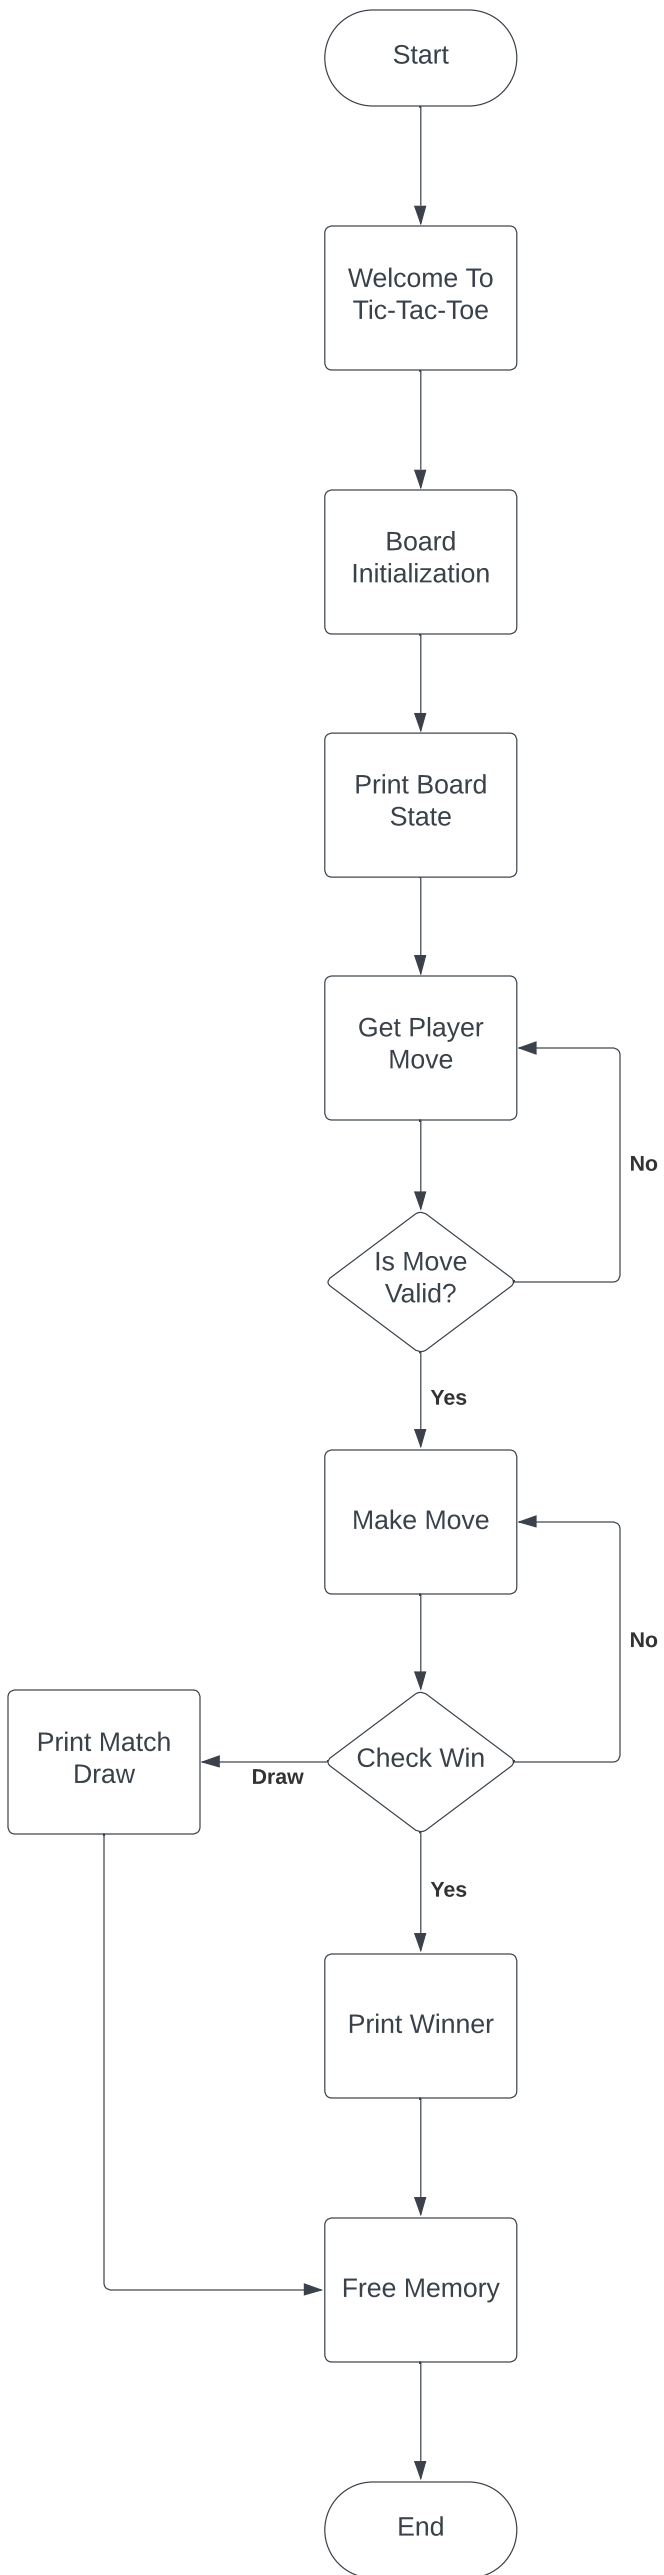 Start
Welcome To
Tic-Tac-Toe
Board
Initialization
Print Board
State
Get Player
Move
No
Is Move
Valid?
Yes
Make Move
No
Print Match
Draw
Check Win
Draw
Yes
Print Winner
Free Memory
End